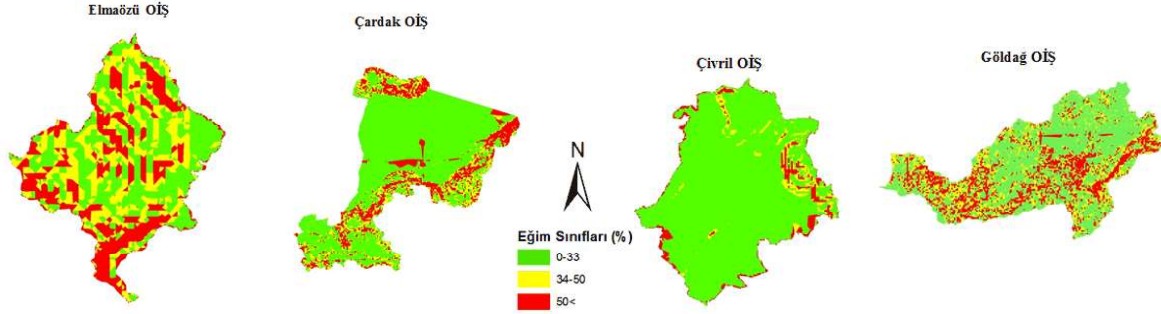 Elmaözü OİŞ
Çardak OİŞ
Çivril OİŞ
Göldağ OİŞ
N
Eğim Sınıfları (%)
0-33
34-50
50<